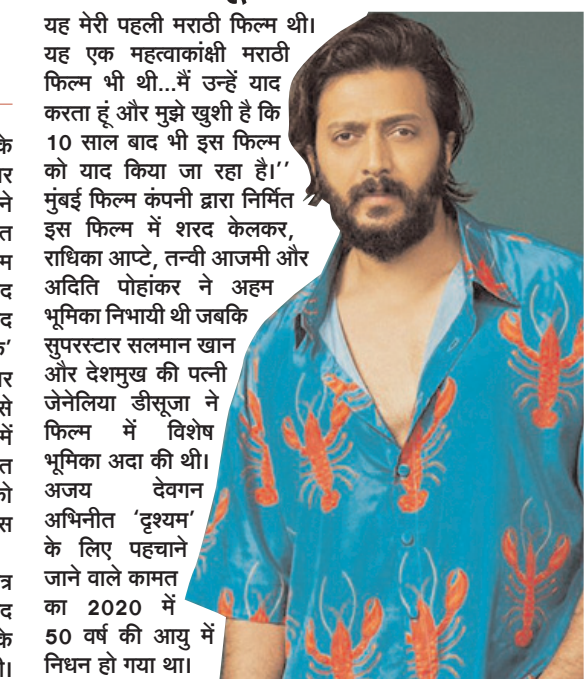 यह मेरी पहली मराठी फिल्म थी।
यह एक महत्वाकांक्षी मराठी
फिल्म भी थी...मैं उन्हें याद
करता हूं और मुझे खुशी है कि
10 साल बाद भी इस फिल्म
को याद किया जा रहा है।''
मुंबई फिल्म कंपनी द्वारा निर्मित
इस फिल्म में शरद केलकर,
राधिका आप्टे, तन्वी आजमी और
अदिति पोहांकर ने अहम
भूमिका निभायी थी जबकि
सुपरस्टार सलमान खान
और देशमुख की पत्नी
जेनेलिया डीसूजा ने
फिल्म में विशेष
भूमिका अदा की थी।
अजय देवगन
अभिनीत ‘दृश्यम’
के लिए पहचाने
जाने वाले कामत
का 2020 में
50 वर्ष की आयु में
निधन हो गया था।